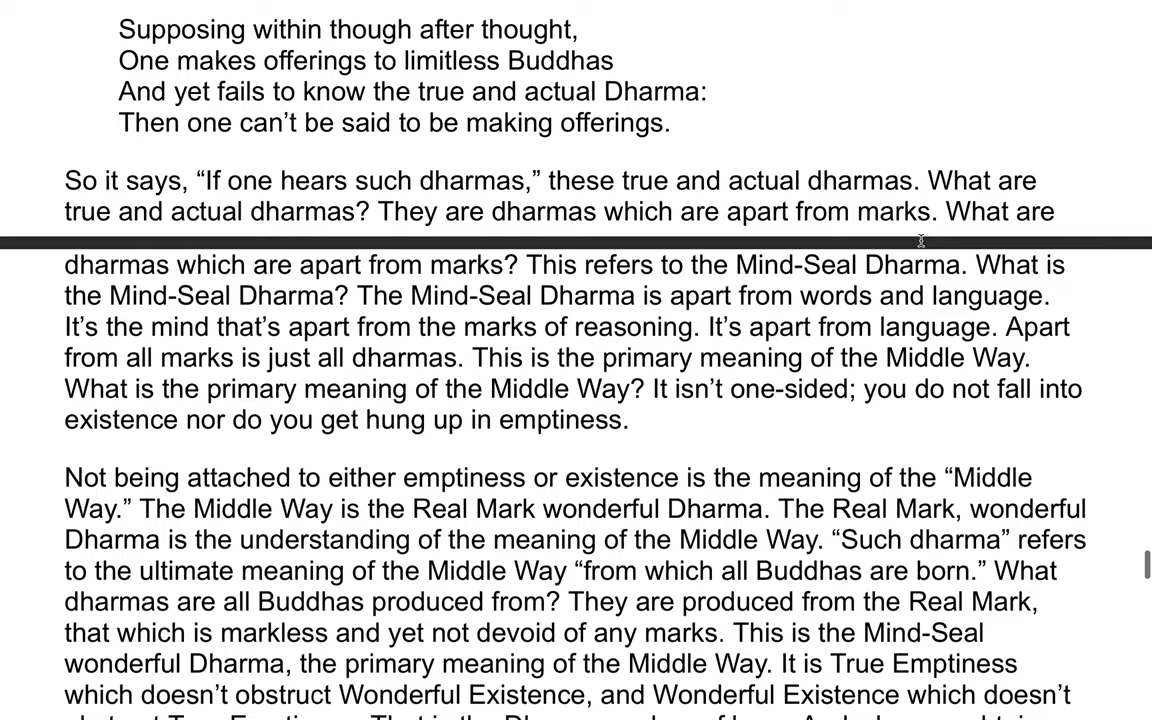 Supposing within though after thought,
One makes offerings to limitless Buddhas
And yet fails to know the true and actual Dharma:
Then one can’t be said to be making offerings.
So it says, “If one hears such dharmas,” these true and actual dharmas. What are
true and actual dharmas? They are dharmas which are apart from marks. What are
dharmas which are apart from marks? This refers to the Mind-Seal Dharma. What is
the Mind-Seal Dharma? The Mind-Seal Dharma is apart from words and language.
It’s the mind that’s apart from the marks of reasoning. It’s apart from language. Apart
from all marks is just all dharmas. This is the primary meaning of the Middle Way.
What is the primary meaning of the Middle Way? It isn’t one-sided; you do not fall into
existence nor do you get hung up in emptiness.
Not being attached to either emptiness or existence is the meaning of the “Middle
Way.” The Middle Way is the Real Mark wonderful Dharma. The Real Mark, wonderful
Dharma is the understanding of the meaning of the Middle Way. “Such dharma” refers
to the ultimate meaning of the Middle Way “from which all Buddhas are born.” What
dharmas are all Buddhas produced from? They are produced from the Real Mark,
that which is markless and yet not devoid of any marks. This is the Mind-Seal
wonderful Dharma, the primary meaning of the Middle Way. It is True Emptiness
which doesn’t obstruct Wonderful Existence, and Wonderful Existence which doesn’t